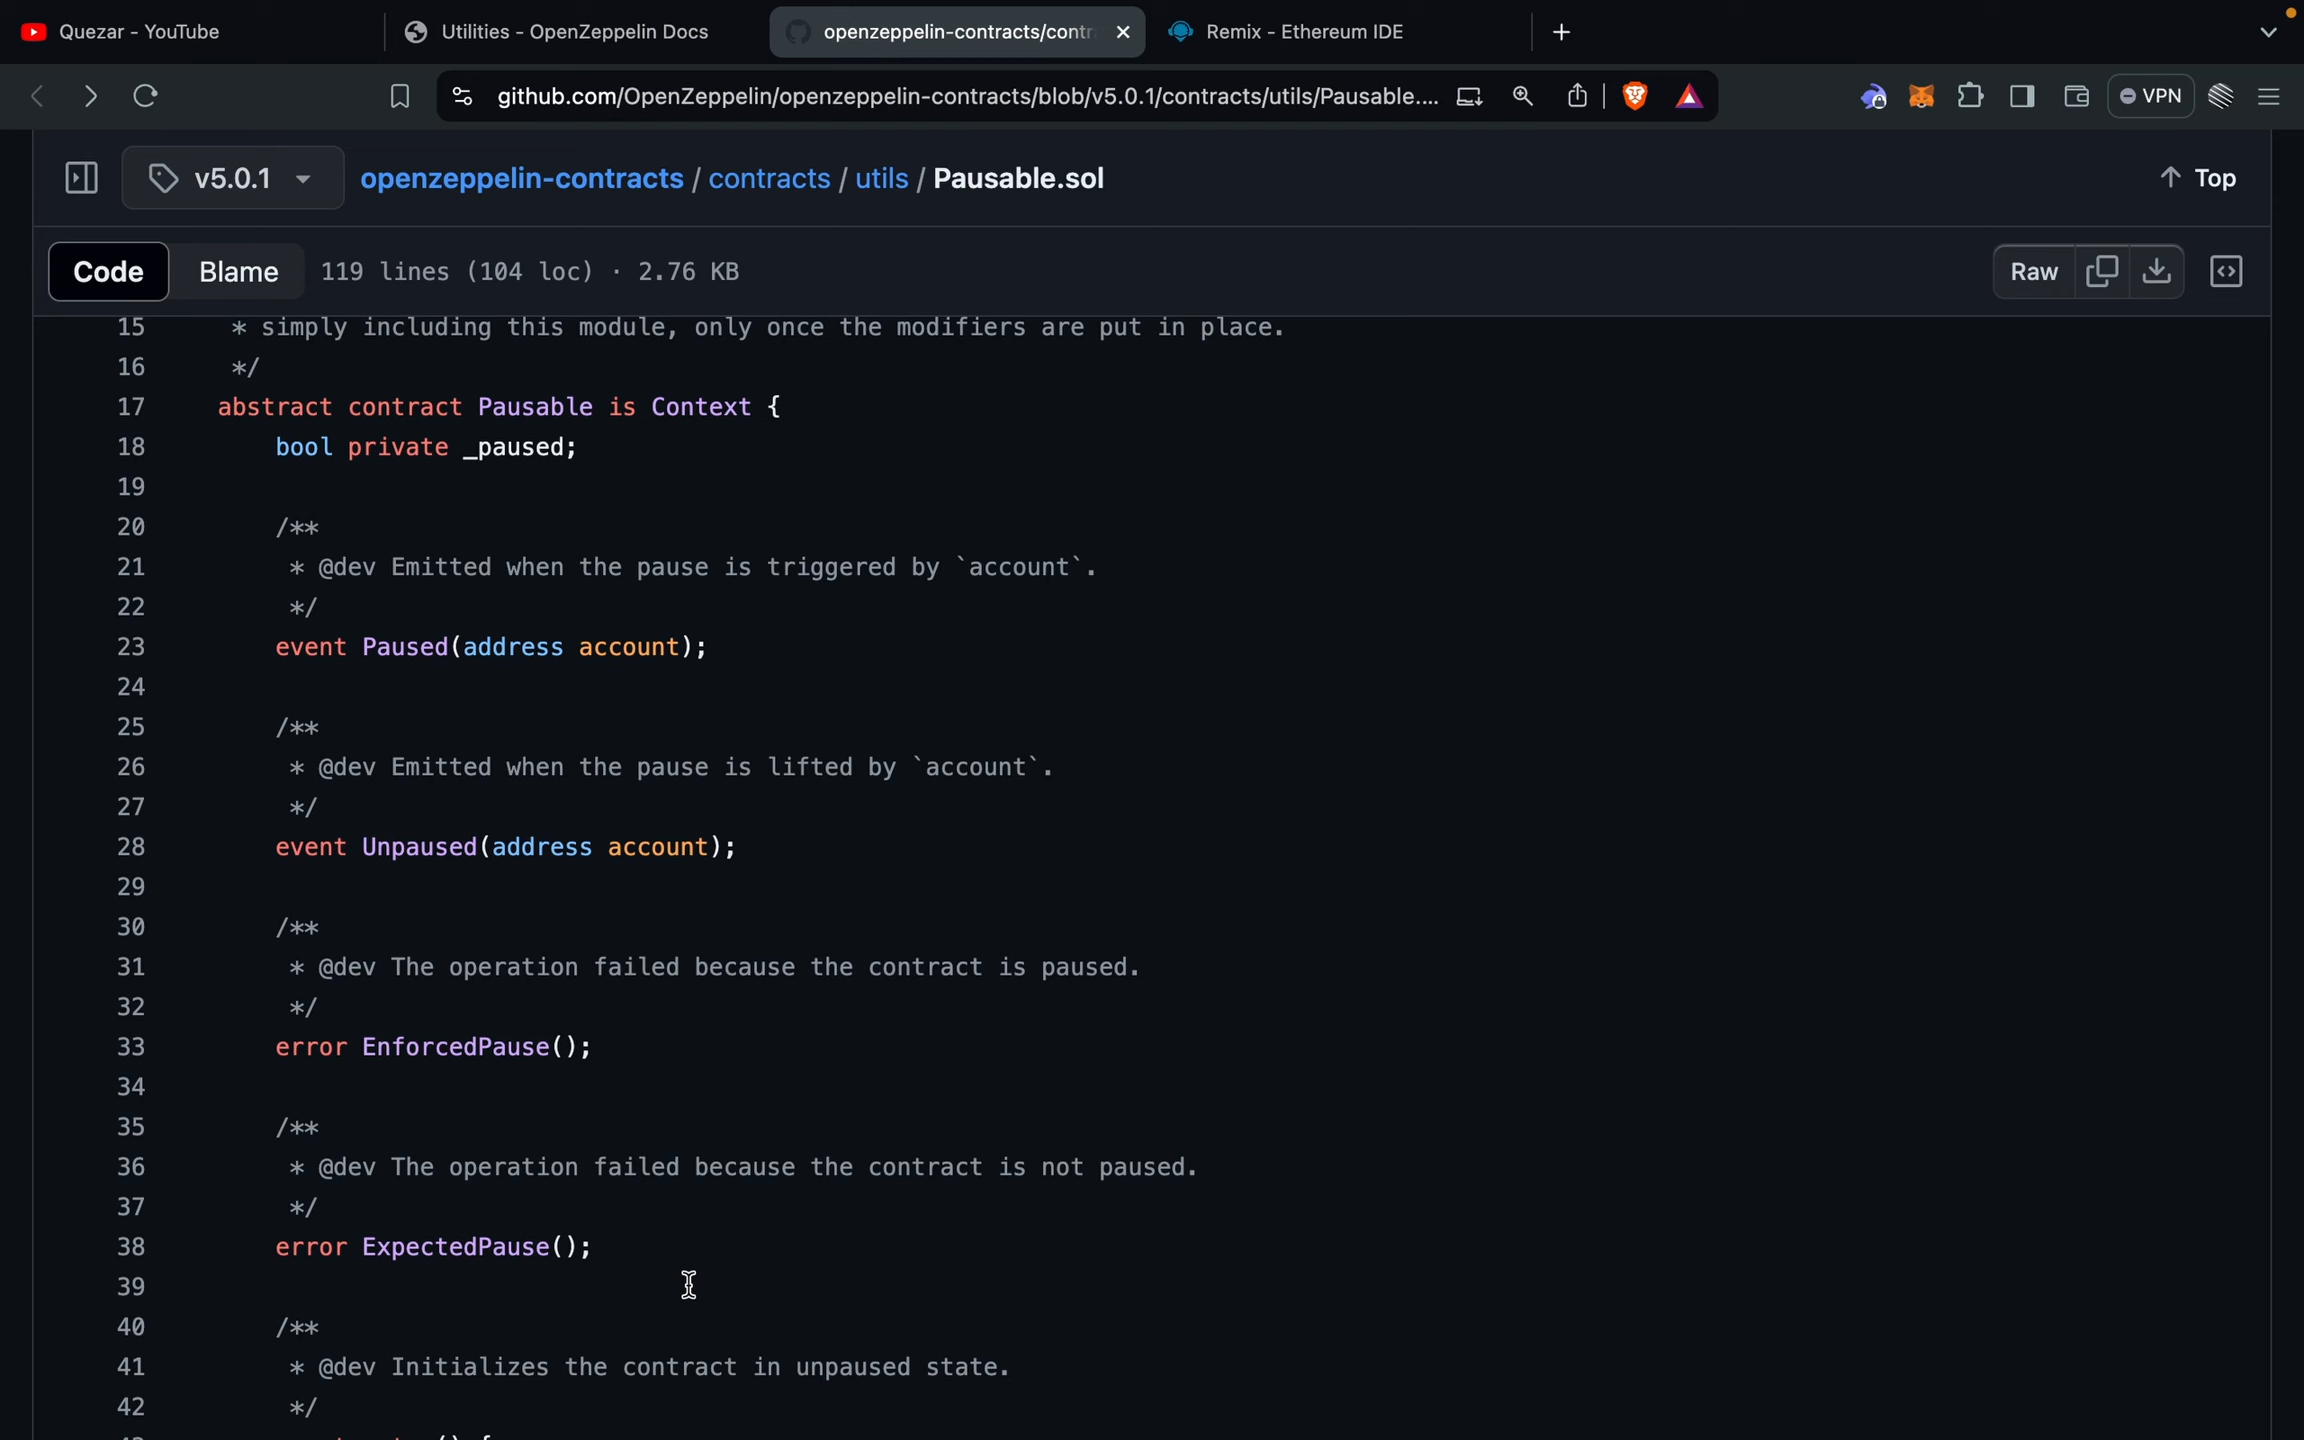 Quezar - YouTube
Utilities - OpenZeppelin Docs
openzeppelin-contracts/contr
Remix - Ethereum IDE
github.com/OpenZeppelin/openzeppelin-contracts/blob/v5.0.1/contracts/utils/Pausable....
VPN
v5.0.1
openzeppelin-contracts / contracts / utils / Pausable.sol
Top
Code
Blame
119 lines (104 loc) · 2.76 KB
Raw
15 * simply including this module, only once the modifiers are put in place.
16 */
17 abstract contract Pausable is Context {
18 bool private _paused;
19
20 /**
21 * @dev Emitted when the pause is triggered by `account`.
22 */
23 event Paused(address account);
24
25 /**
26 * @dev Emitted when the pause is lifted by `account`.
27 */
28 event Unpaused(address account);
29
30 /**
31 * @dev The operation failed because the contract is paused.
32 */
33 error EnforcedPause();
34
35 /**
36 * @dev The operation failed because the contract is not paused.
37 */
38 error ExpectedPause();
39
40 /**
41 * @dev Initializes the contract in unpaused state.
42 */